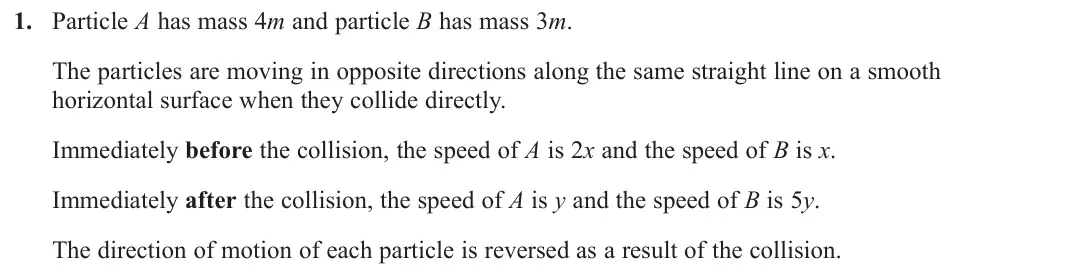 1. Particle A has mass 4m and particle B has mass 3m.
The particles are moving in opposite directions along the same straight line on a smooth
horizontal surface when they collide directly.
Immediately before the collision, the speed of A is 2x and the speed of B is x.
Immediately after the collision, the speed of A is y and the speed of B is 5y.
The direction of motion of each particle is reversed as a result of the collision.